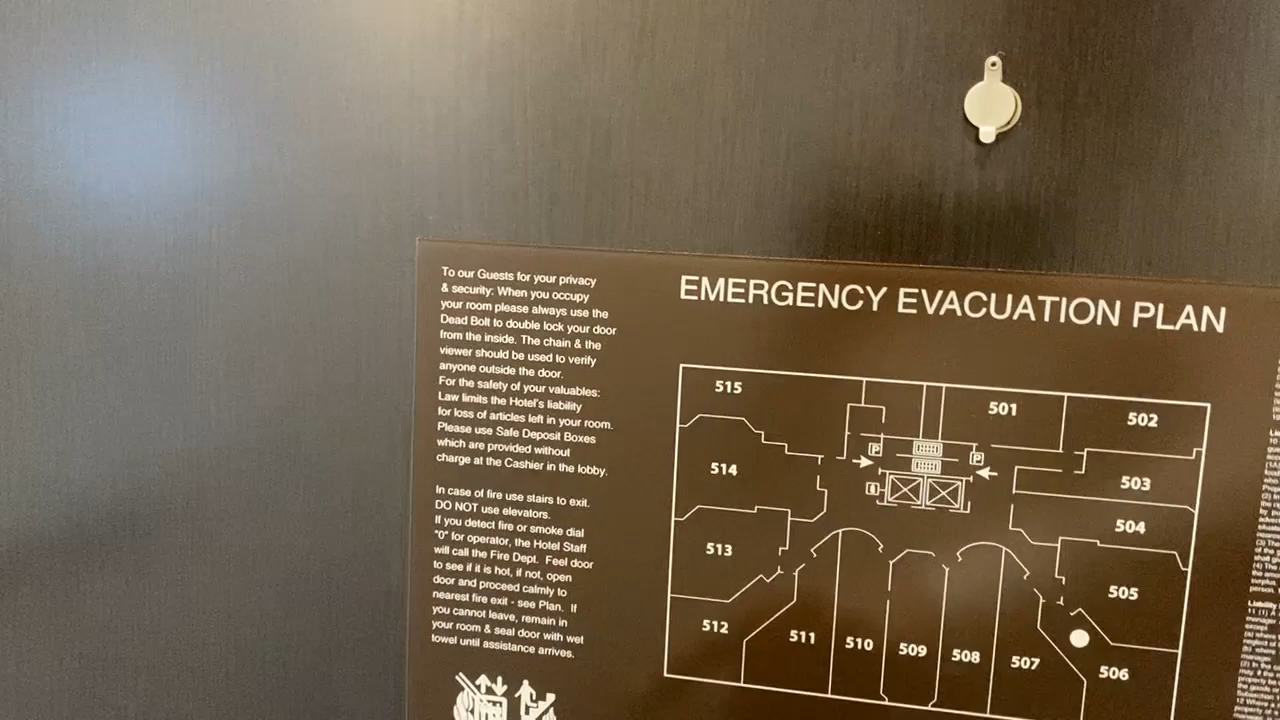 To our Guests for your privacy
& security: When you occupy
your room please always use the
Dead Bolt to double lock your door
from the inside. The chain & the
viewer should be used to verify
anyone outside the door.
For the safety of your valuables:
Law limits the Hotel's liability
for loss of articles left in your room.
Please use Safe Deposit Boxes
which are provided without
charge at the Cashier in the lobby.
In case of fire use stairs to exit.
DO NOT use elevators.
If you detect fire or smoke dial
"0" for operator, the Hotel Staff
will call the Fire Dept. Feel door
to see if it is hot, if not, open
door and proceed calmly to
nearest fire exit - see Plan. If
you cannot leave, remain in
your room & seal door with wet
towel until assistance arrives.
EMERGENCY EVACUATION PLAN
515
501
502
P
P
514
503
504
513
505
512
511
510
509
508
507
506